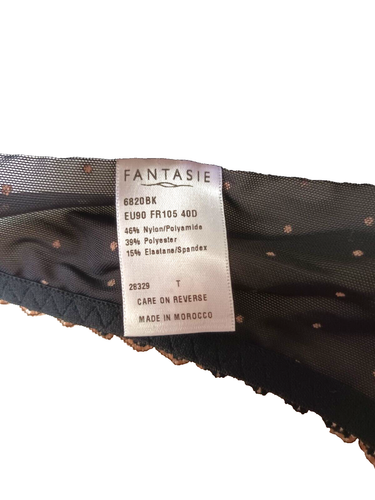 FANTASIE
6820BK
EU90 FR105 40D
46% Nylon/Polyamide
39% Polyester
15% Elastane/Spandex
28329 T
CARE ON REVERSE
MADE IN MOROCCO